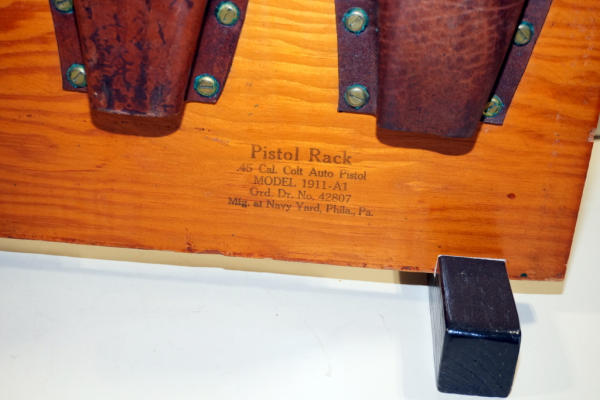 Pistol Rack
.45 Cal. Colt Auto Pistol
MODEL 1911-A1
Grd. Dr. No. 42807
Mfg. at Navy Yard, Phila., Pa.